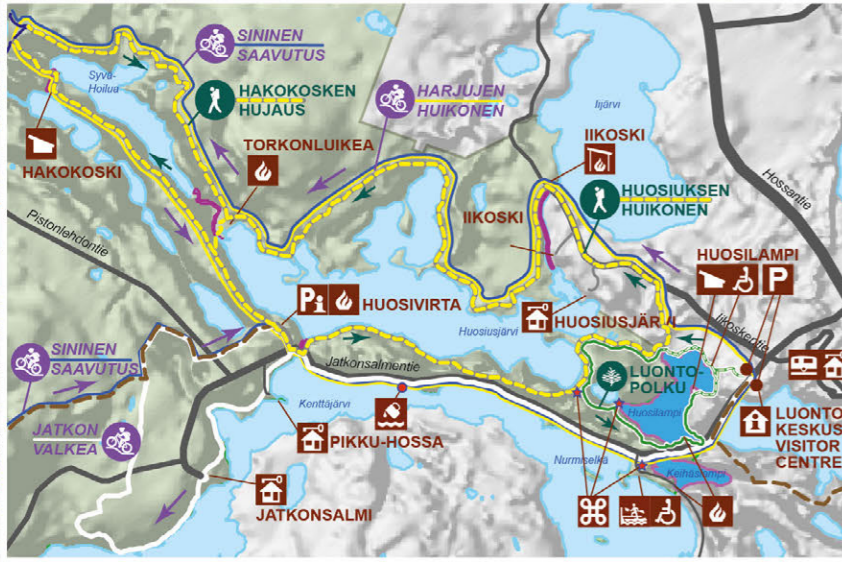 SININEN
SAAVUTUS
Syvä-
Hoilua
HAKOKOSKEN
HUJAUS
HARJUJEN
HUIKONEN
Iijärvi
HAKOKOSKI
TORKONLUIKEA
IIKOSKI
Hossantie
IIKOSKI
HUOSIUKSEN
HUIKONEN
Pistonlehdontie
HUOSILAMPI
P
P i
HUOSIVIRTA
Huosiusjärvi
HUOSIUSJÄRVI
Iikoskentie
SININEN
SAAVUTUS
Jatkonsalmentie
LUONTO-
POLKU
Huosilampi
JATKON
VALKEA
Kenttäjärvi
PIKKU-HOSSA
LUONTO
KESKUS
VISITOR
CENTRE
Nurmiselkä
Keihäslampi
JATKONSALMI